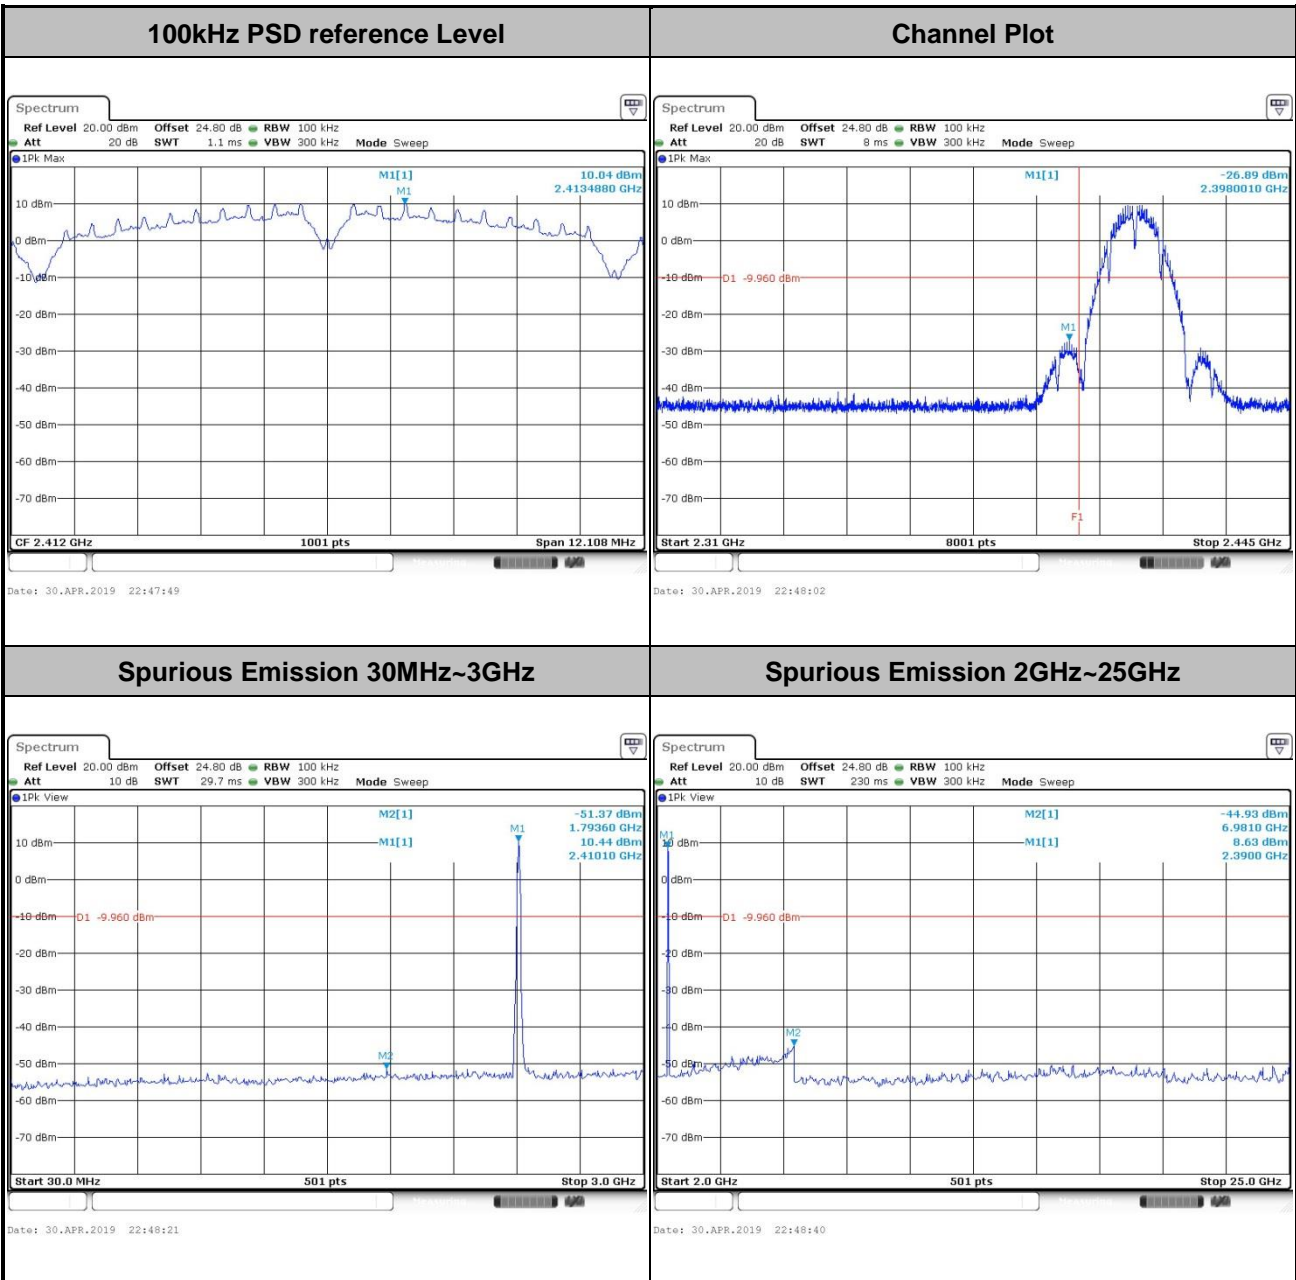 100kHz PSD reference Level
Channel Plot
Spectrum
Ref Level 20.00 dBm Offset 24.80 dB RBW 100 kHz
Att 20 dB SWT 1.1 ms VBW 300 kHz Mode Sweep
1Pk Max
M1[1] 10.04 dBm
2.4134880 GHz
M1
10 dBm
0 dBm
-10 dBm
-20 dBm
-30 dBm
-40 dBm
-50 dBm
-60 dBm
-70 dBm
CF 2.412 GHz 1001 pts Span 12.108 MHz
Measuring
Date: 30.APR.2019 22:47:49
Spectrum
Ref Level 20.00 dBm Offset 24.80 dB RBW 100 kHz
Att 20 dB SWT 8 ms VBW 300 kHz Mode Sweep
1Pk Max
M1[1] -26.89 dBm
2.3980010 GHz
10 dBm
0 dBm
-10 dBm D1 -9.960 dBm
-20 dBm
M1
-30 dBm
-40 dBm
-50 dBm
-60 dBm
-70 dBm
F1
Start 2.31 GHz 8001 pts Stop 2.445 GHz
Measuring
Date: 30.APR.2019 22:48:02
Spurious Emission 30MHz~3GHz
Spurious Emission 2GHz~25GHz
Spectrum
Ref Level 20.00 dBm Offset 24.80 dB RBW 100 kHz
Att 10 dB SWT 29.7 ms VBW 300 kHz Mode Sweep
1Pk View
M2[1] -51.37 dBm
1.79360 GHz
M1[1] 10.44 dBm
2.41010 GHz
M1
10 dBm
0 dBm
-10 dBm D1 -9.960 dBm
-20 dBm
-30 dBm
-40 dBm
M2
-50 dBm
-60 dBm
-70 dBm
Start 30.0 MHz 501 pts Stop 3.0 GHz
Measuring
Date: 30.APR.2019 22:48:21
Spectrum
Ref Level 20.00 dBm Offset 24.80 dB RBW 100 kHz
Att 10 dB SWT 230 ms VBW 300 kHz Mode Sweep
1Pk View
M2[1] -44.93 dBm
6.9810 GHz
M1[1] 8.63 dBm
2.3900 GHz
M1
10 dBm
0 dBm
-10 dBm D1 -9.960 dBm
-20 dBm
-30 dBm
-40 dBm
M2
-50 dBm
-60 dBm
-70 dBm
Start 2.0 GHz 501 pts Stop 25.0 GHz
Measuring
Date: 30.APR.2019 22:48:40